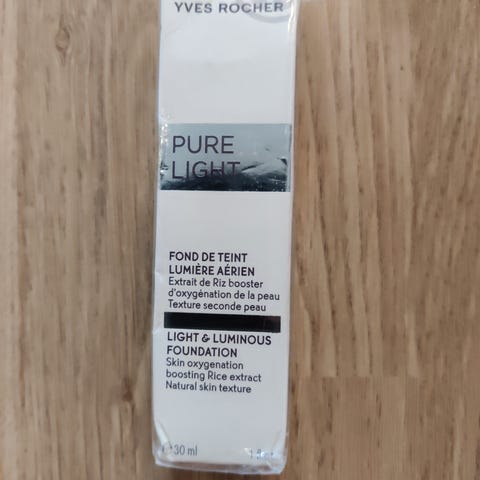 YVES ROCHER
PURE
LIGHT
FOND DE TEINT
LUMIÈRE AÉRIEN
Extrait de Riz booster
d'oxygénation de la peau
Texture seconde peau
LIGHT & LUMINOUS
FOUNDATION
Skin oxygenation
boosting Rice extract
Natural skin texture
℮30 ml